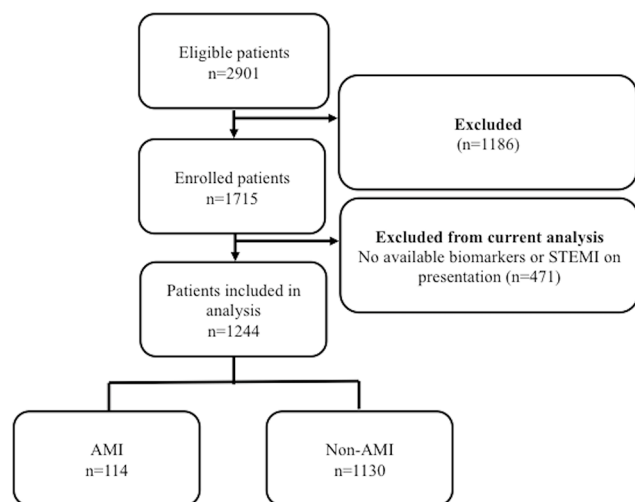 Eligible patients
n=2901
Excluded
(n=1186)
Enrolled patients
n=1715
Excluded from current analysis
No available biomarkers or STEMI on
presentation (n=471)
Patients included in
analysis
n=1244
AMI
n=114
Non-AMI
n=1130